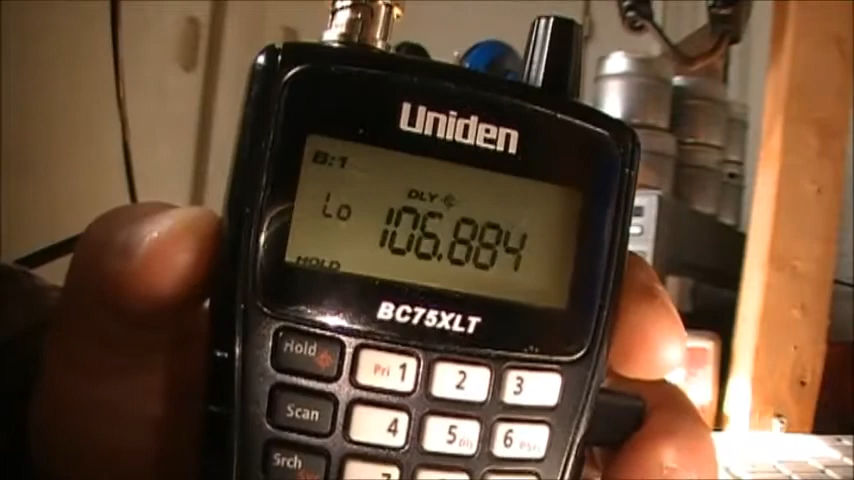 Uniden
B:1
DLY
Lo 106.884
HOLD
BC75XLT
Hold Pri 1 2 3
Scan 4 5 6
Srch